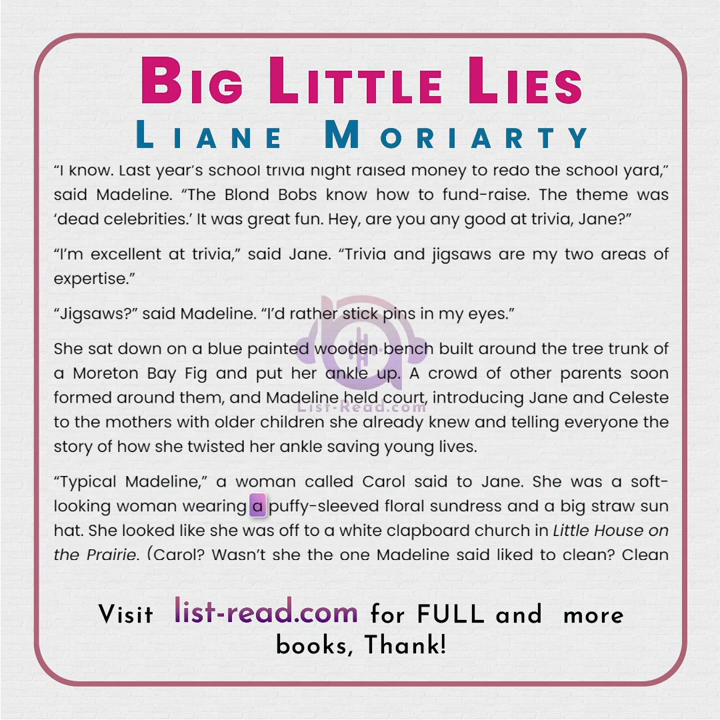 Big Little Lies
Liane Moriarty
“I know. Last year’s school trivia night raised money to redo the school yard,”
said Madeline. “The Blond Bobs know how to fund-raise. The theme was
‘dead celebrities.’ It was great fun. Hey, are you any good at trivia, Jane?”
“I’m excellent at trivia,” said Jane. “Trivia and jigsaws are my two areas of
expertise.”
“Jigsaws?” said Madeline. “I’d rather stick pins in my eyes.”
She sat down on a blue painted wooden bench built around the tree trunk of
a Moreton Bay Fig and put her ankle up. A crowd of other parents soon
formed around them, and Madeline held court, introducing Jane and Celeste
List-Read.com
to the mothers with older children she already knew and telling everyone the
story of how she twisted her ankle saving young lives.
“Typical Madeline,” a woman called Carol said to Jane. She was a soft-
looking woman wearing a puffy-sleeved floral sundress and a big straw sun
hat. She looked like she was off to a white clapboard church in Little House on
the Prairie. (Carol? Wasn’t she the one Madeline said liked to clean? Clean
Visit list-read.com for FULL and more
books, Thank!